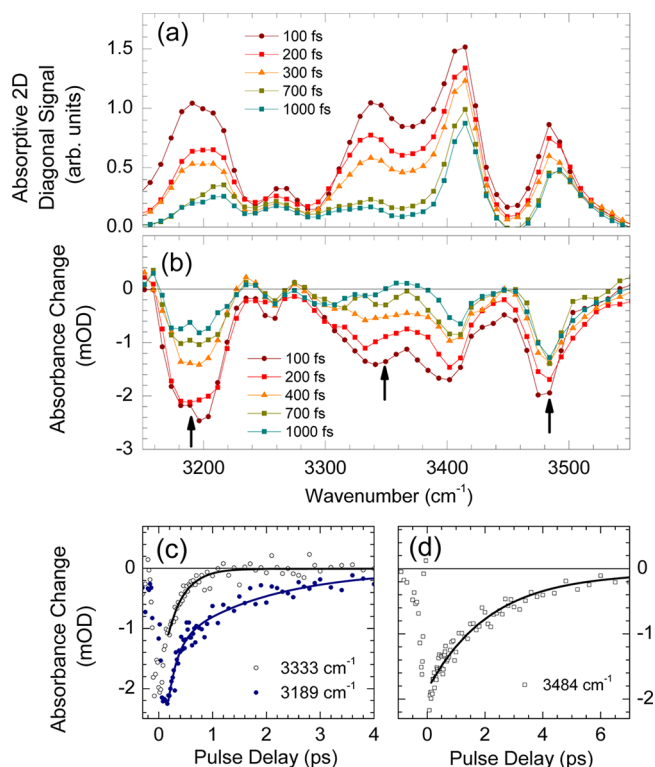 (a)
100 fs
200 fs
300 fs
700 fs
1000 fs
Absorptive 2D
Diagonal Signal
(arb. units)
1.5
1.0
0.5
0.0
(b)
Absorbance Change
(mOD)
0
-1
-2
-3
100 fs
200 fs
400 fs
700 fs
1000 fs
3200
3300
3400
3500
Wavenumber (cm⁻¹)
(c)
Absorbance Change
(mOD)
0
-1
-2
3333 cm⁻¹
3189 cm⁻¹
0
1
2
3
4
Pulse Delay (ps)
(d)
0
-1
-2
3484 cm⁻¹
0
2
4
6
Pulse Delay (ps)